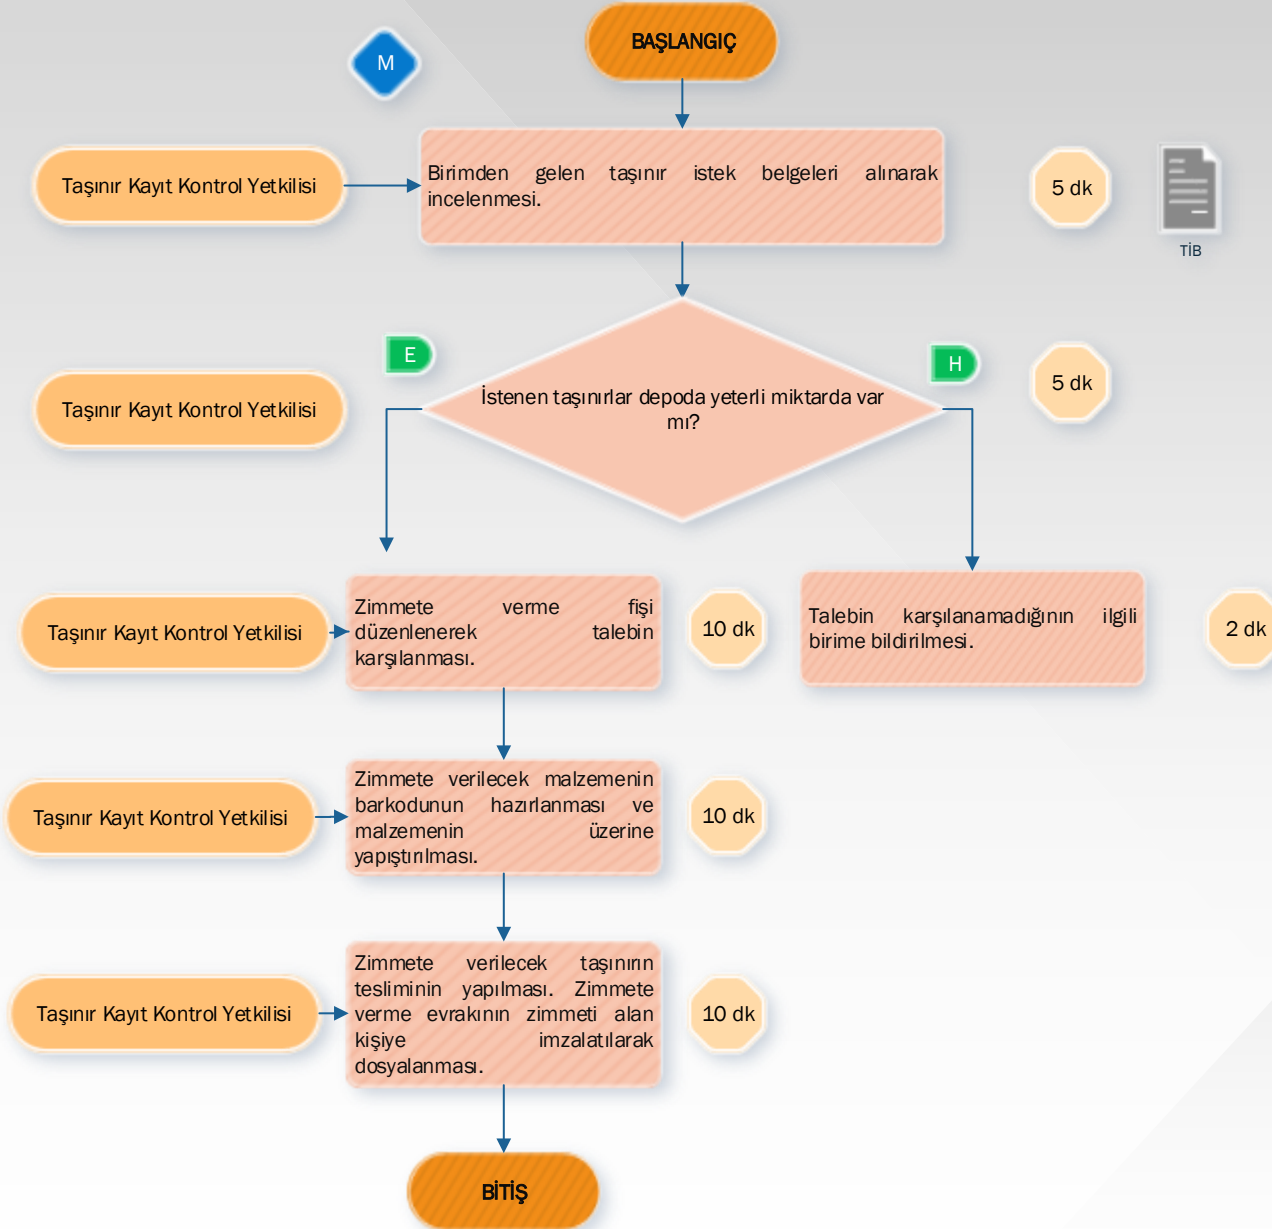 BAŞLANGIÇ
M
Taşınır Kayıt Kontrol Yetkilisi
Birimden gelen taşınır istek belgeleri alınarak
incelenmesi.
5 dk
TİB
E
H
Taşınır Kayıt Kontrol Yetkilisi
İstenen taşınırlar depoda yeterli miktarda var
mı?
5 dk
Taşınır Kayıt Kontrol Yetkilisi
Zimmete verme fişi
düzenlenerek talebin
karşılanması.
10 dk
Talebin karşılanamadığının ilgili
birime bildirilmesi.
2 dk
Taşınır Kayıt Kontrol Yetkilisi
Zimmete verilecek malzemenin
barkodunun hazırlanması ve
malzemenin üzerine
yapıştırılması.
10 dk
Taşınır Kayıt Kontrol Yetkilisi
Zimmete verilecek taşınırın
tesliminin yapılması. Zimmete
verme evrakının zimmeti alan
kişiye imzalatılarak
dosyalanması.
10 dk
BİTİŞ